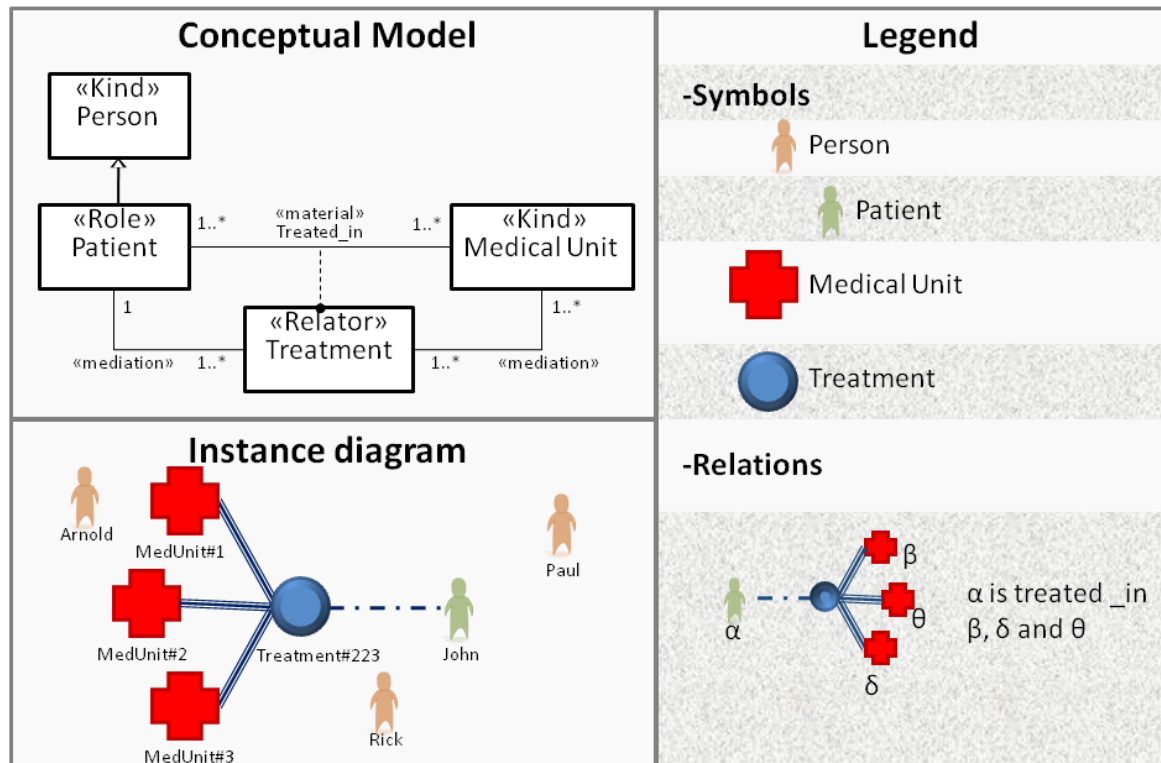 Conceptual Model
«Kind»
Person
«Role»
Patient
1..*
«material»
Treated_in
1..*
«Kind»
Medical Unit
1
1..*
«Relator»
Treatment
«mediation»
1..*
1..*
«mediation»
Instance diagram
Arnold
MedUnit#1
Paul
MedUnit#2
Treatment#223
John
MedUnit#3
Rick
Legend
-Symbols
Person
Patient
Medical Unit
Treatment
-Relations
β
α
θ
δ
α is treated _in
β, δ and θ